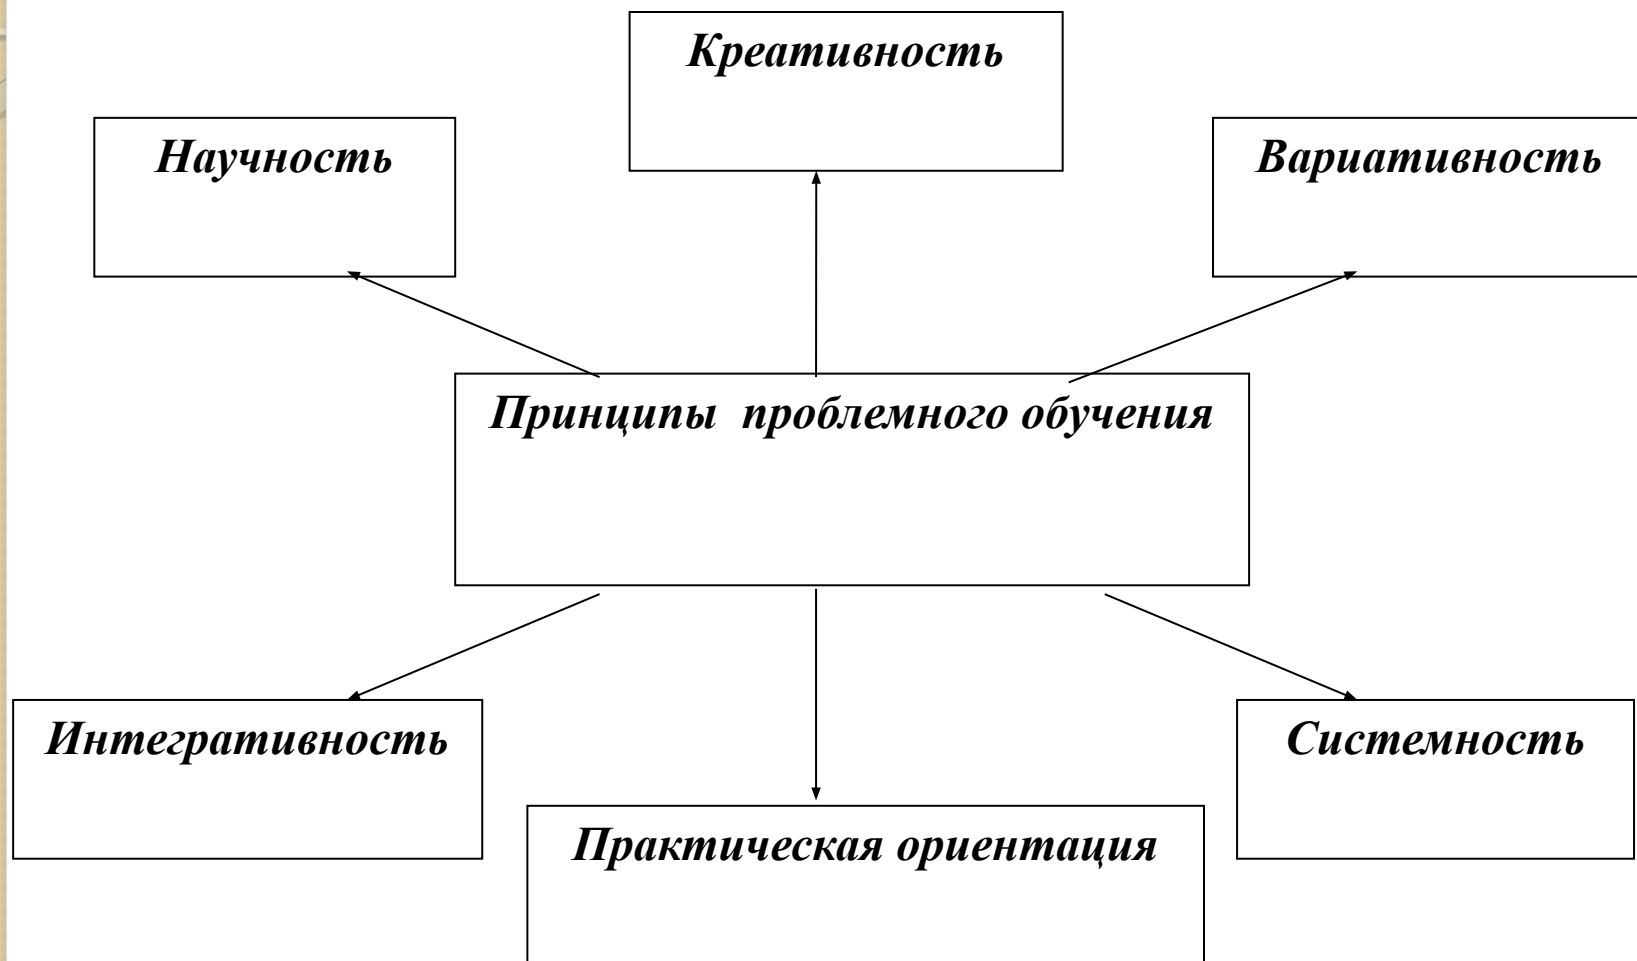 Креативность
Научность
Вариативность
Принципы проблемного обучения
Интегративность
Системность
Практическая ориентация